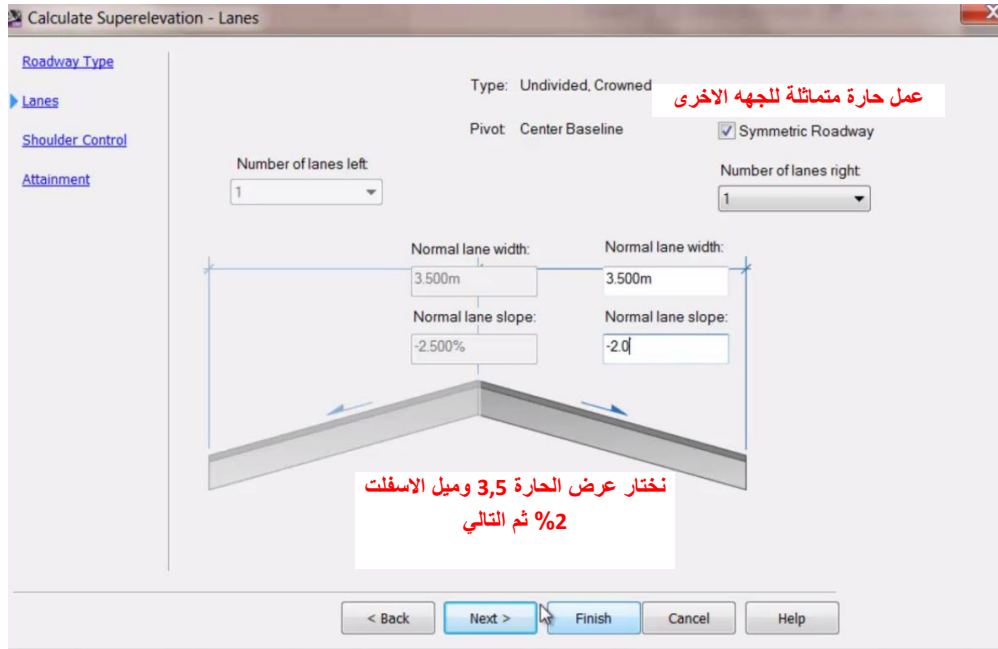 Calculate Superelevation - Lanes
Roadway Type
Lanes
Shoulder Control
Attainment
Type: Undivided, Crowned
عمل حارة متماثلة للجهه الاخرى
Pivot: Center Baseline
Symmetric Roadway
Number of lanes left:
1
Number of lanes right:
1
Normal lane width:
3.500m
Normal lane width:
3.500m
Normal lane slope:
-2.500%
Normal lane slope:
-2.0
نختار عرض الحارة 3,5 وميل الاسفلت
2% ثم التالي
< Back
Next >
Finish
Cancel
Help